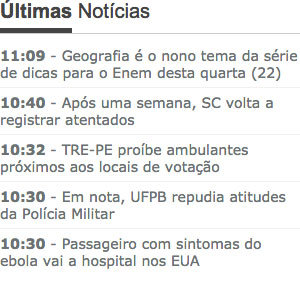 Últimas Notícias
11:09 - Geografia é o nono tema da série
de dicas para o Enem desta quarta (22)
10:40 - Após uma semana, SC volta a
registrar atentados
10:32 - TRE-PE proíbe ambulantes
próximos aos locais de votação
10:30 - Em nota, UFPB repudia atitudes
da Polícia Militar
10:30 - Passageiro com sintomas do
ebola vai a hospital nos EUA